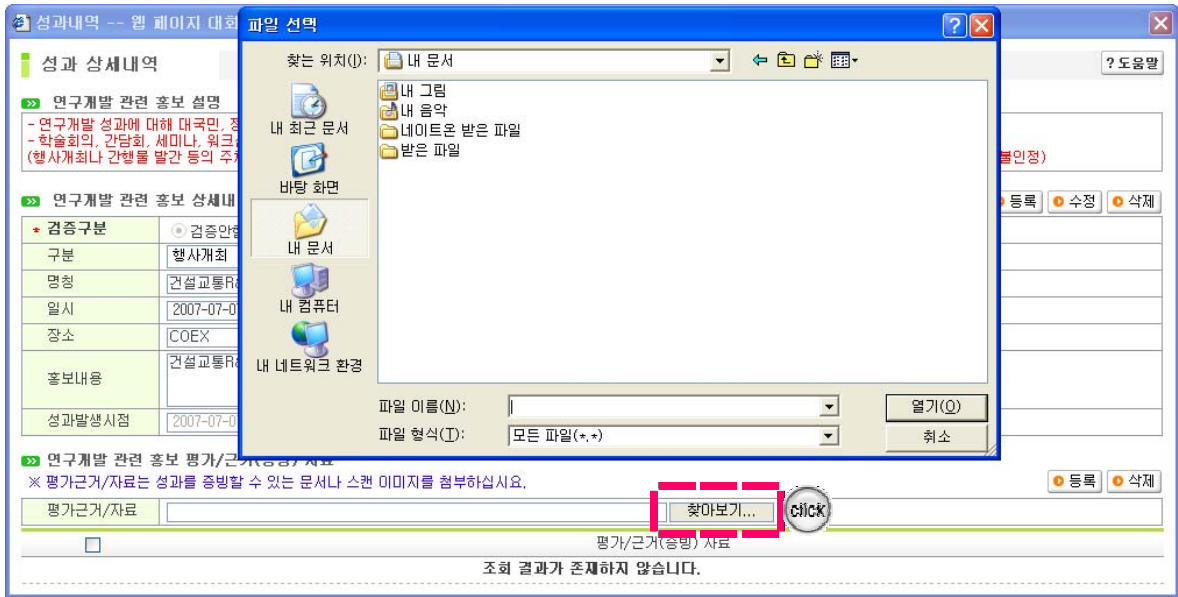 성과내역 -- 웹 페이지 대화
파일 선택
성과 상세내역
?도움말
찾는 위치(I):
내 문서
연구개발 관련 홍보 설명
- 연구개발 성과에 대해 대국민,
- 학술회의, 간담회, 세미나,
(행사개최나 간행물 발간 등의
불인정)
내 최근 문서
바탕 화면
내 문서
내 컴퓨터
내 네트워크 환경
내 그림
내 음악
네이트온 받은 파일
받은 파일
연구개발 관련 홍보 상세내
등록
수정
삭제
* 검증구분
검증안함
구분
행사개최
명칭
건설교통R&
일시
2007-07-0
장소
COEX
홍보내용
건설교통R&
성과발생시점
2007-07-0
파일 이름(N):
열기(O)
파일 형식(T):
모든 파일(*.*)
취소
연구개발 관련 홍보 평가/근거(증빙) 자료
※ 평가근거/자료는 성과를 증빙할 수 있는 문서나 스캔 이미지를 첨부하십시요.
등록
삭제
평가근거/자료
찾아보기...
click
평가/근거(증빙) 자료
조회 결과가 존재하지 않습니다.